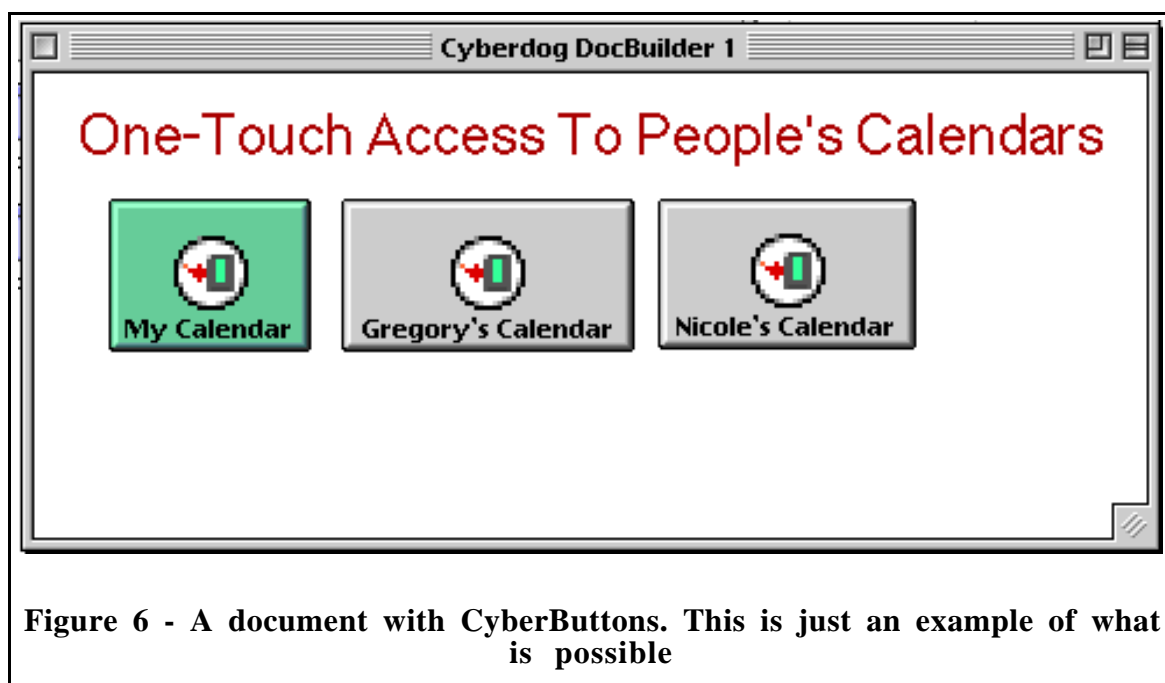 Cyberdog DocBuilder 1
One-Touch Access To People's Calendars
My Calendar
Gregory's Calendar
Nicole's Calendar
Figure 6 - A document with CyberButtons. This is just an example of what
is possible